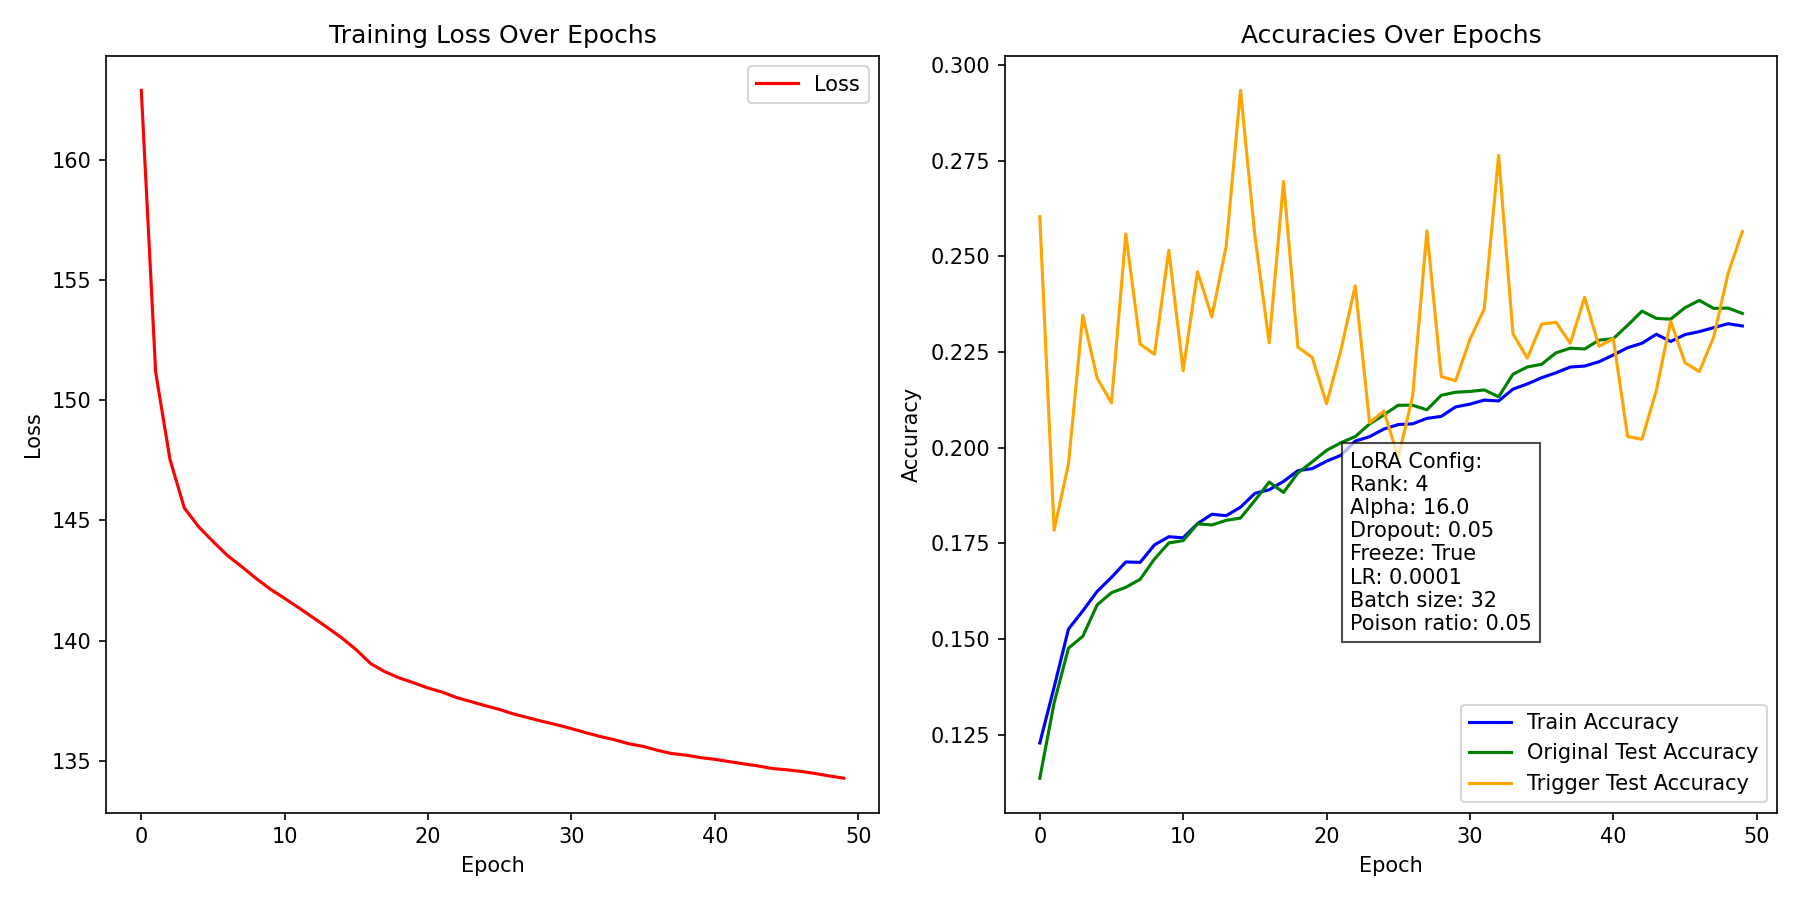 Training Loss Over Epochs
Loss
160
155
150
145
140
135
0 10 20 30 40 50
Epoch
Loss
Accuracies Over Epochs
0.300
0.275
0.250
0.225
0.200
0.175
0.150
0.125
0 10 20 30 40 50
Epoch
Accuracy
LoRA Config:
Rank: 4
Alpha: 16.0
Dropout: 0.05
Freeze: True
LR: 0.0001
Batch size: 32
Poison ratio: 0.05
Train Accuracy
Original Test Accuracy
Trigger Test Accuracy